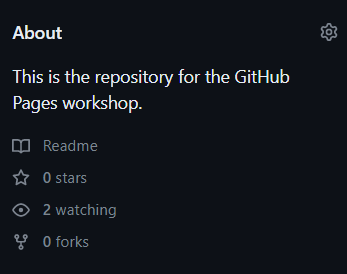 About
This is the repository for the GitHub
Pages workshop.
Readme
0 stars
2 watching
0 forks